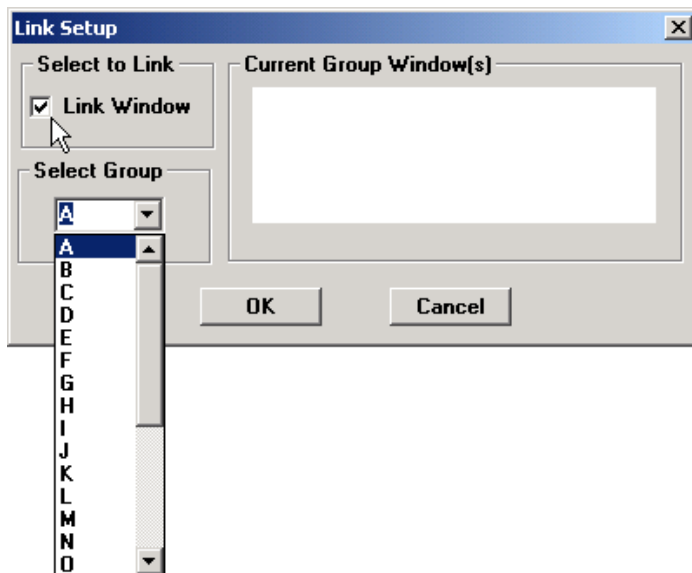 Link Setup
Select to Link
Link Window
Current Group Window(s)
Select Group
A
A
B
C
D
E
F
G
H
I
J
K
L
M
N
O
OK
Cancel